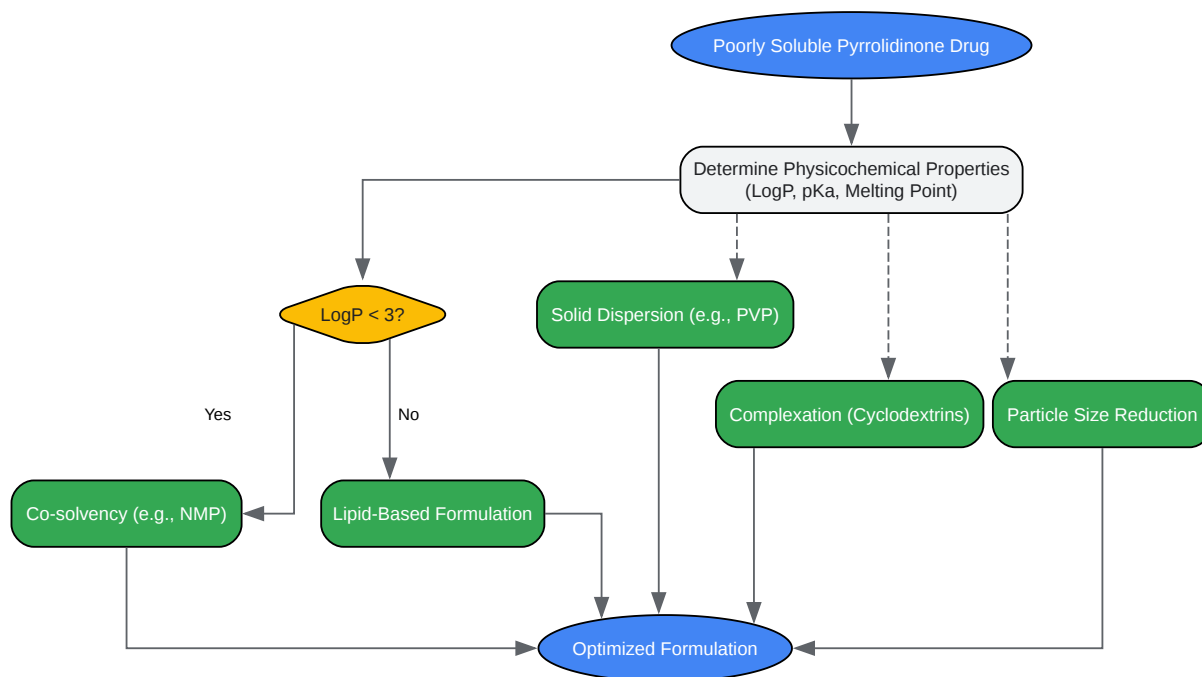 Poorly Soluble Pyrrolidinone Drug
Determine Physicochemical Properties
(LogP, pKa, Melting Point)
LogP < 3?
Solid Dispersion (e.g., PVP)
Yes
No
Complexation (Cyclodextrins)
Particle Size Reduction
Co-solvency (e.g., NMP)
Lipid-Based Formulation
Optimized Formulation